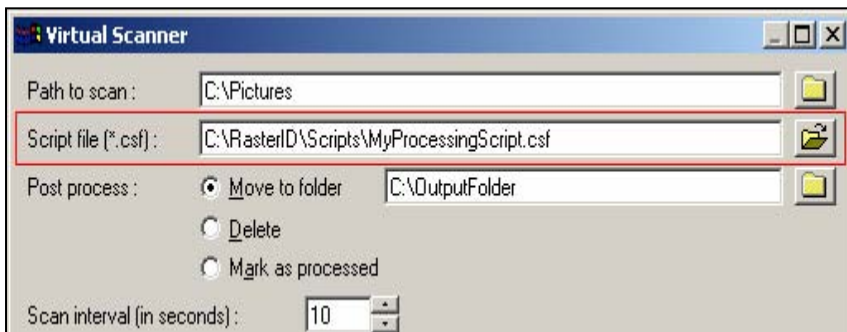 Virtual Scanner
Path to scan : C:\Pictures
Script file (*.csf) : C:\RasterID\Scripts\MyProcessingScript.csf
Post process : Move to folder C:\OutputFolder
Delete
Mark as processed
Scan interval (in seconds) : 10